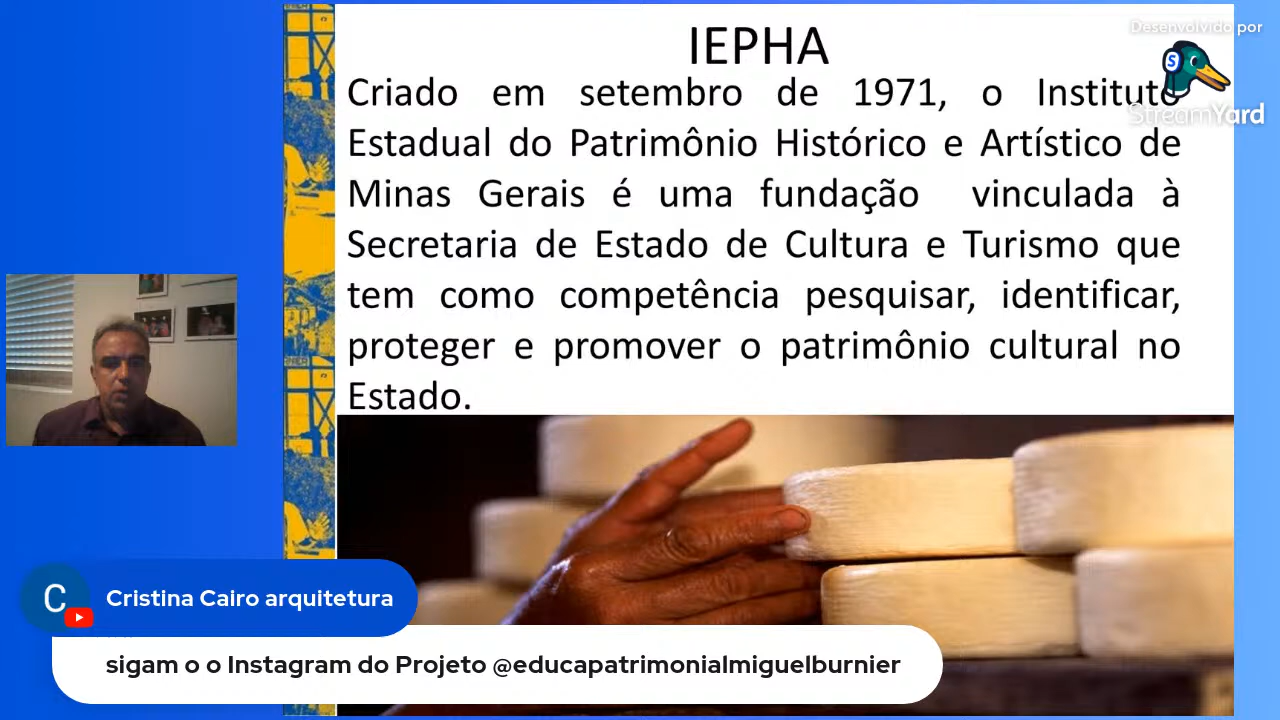 IEPHA
Desenvolvido por
StreamYard
Criado em setembro de 1971, o Instituto
Estadual do Patrimônio Histórico e Artístico de
Minas Gerais é uma fundação vinculada à
Secretaria de Estado de Cultura e Turismo que
tem como competência pesquisar, identificar,
proteger e promover o patrimônio cultural no
Estado.
C
Cristina Cairo arquitetura
sigam o o Instagram do Projeto @educapatrimonialmiguelburnier